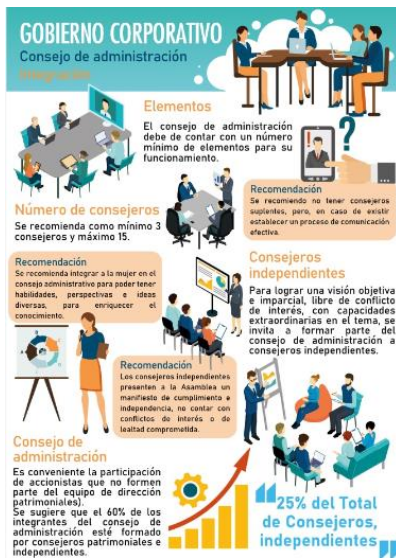 GOBIERNO CORPORATIVO
Consejo de administración
Integración
Elementos
El consejo de administración
debe de contar con un número
mínimo de elementos para su
funcionamiento.
?
Recomendación
Se recomiendo no tener consejeros
suplentes, pero, en caso de existir
establecer un proceso de comunicación
efectiva.
Número de consejeros
Se recomienda como mínimo 3
consejeros y máximo 15.
Recomendación
Se recomienda integrar a la mujer en el
consejo administrativo para poder tener
habilidades, perspectivas e ideas
diversas, para enriquecer el
conocimiento.
Consejeros
independientes
Para lograr una visión objetiva
e imparcial, libre de conflicto
de interés, con capacidades
extraordinarias en el tema, se
invita a formar parte del
consejo de administración a
consejeros independientes.
Recomendación
Los consejeros independientes
presenten a la Asamblea un
manifiesto de cumplimiento e
independencia, no contar con
conflictos de interés o de
lealtad comprometida.
Consejo de
administración
Es conveniente la participación
de accionistas que no formen
parte del equipo de dirección
patrimoniales).
Se sugiere que el 60% de los
integrantes del consejo de
administración esté formado
por consejeros patrimoniales e
independientes.
“25% del Total
de Consejeros,
independientes”